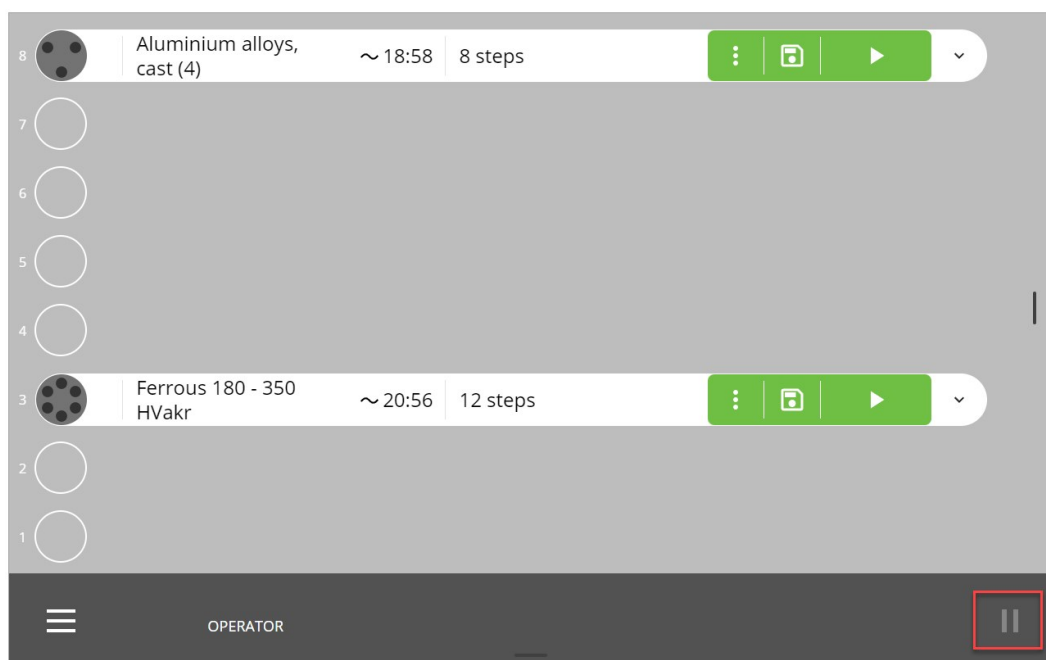 8 Aluminium alloys,
cast (4) ~ 18:58 8 steps
7
6
5
4
3 Ferrous 180 - 350
HVakr ~ 20:56 12 steps
2
1
OPERATOR